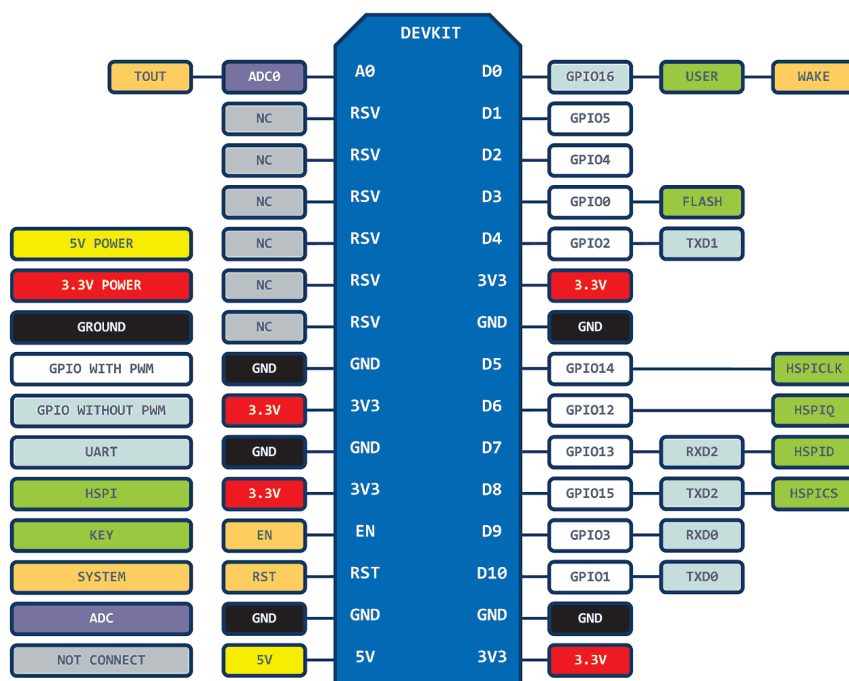 DEVKIT
TOUT ADC0 A0 D0 GPIO16 USER WAKE
NC RSV D1 GPIO5
NC RSV D2 GPIO4
NC RSV D3 GPIO0 FLASH
5V POWER NC RSV D4 GPIO2 TXD1
3.3V POWER NC RSV 3V3 3.3V
GROUND NC RSV GND GND
GPIO WITH PWM GND GND D5 GPIO14 HSPICLK
GPIO WITHOUT PWM 3.3V 3V3 D6 GPIO12 HSPIQ
UART GND GND D7 GPIO13 RXD2 HSPID
HSPI 3.3V 3V3 D8 GPIO15 TXD2 HSPICS
KEY EN EN D9 GPIO3 RXD0
SYSTEM RST RST D10 GPIO1 TXD0
ADC GND GND GND GND
NOT CONNECT 5V 5V 3V3 3.3V